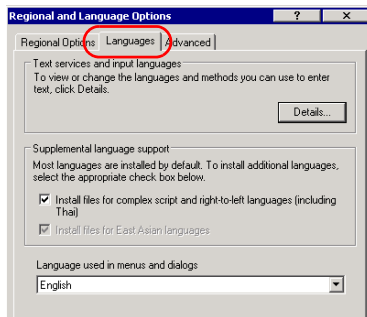 Regional and Language Options
Regional Options Languages Advanced
Text services and input languages
To view or change the languages and methods you can use to enter
text, click Details.
Details...
Supplemental language support
Most languages are installed by default. To install additional languages,
select the appropriate check box below.
Install files for complex script and right-to-left languages (including
Thai)
Install files for East Asian languages
Language used in menus and dialogs
English